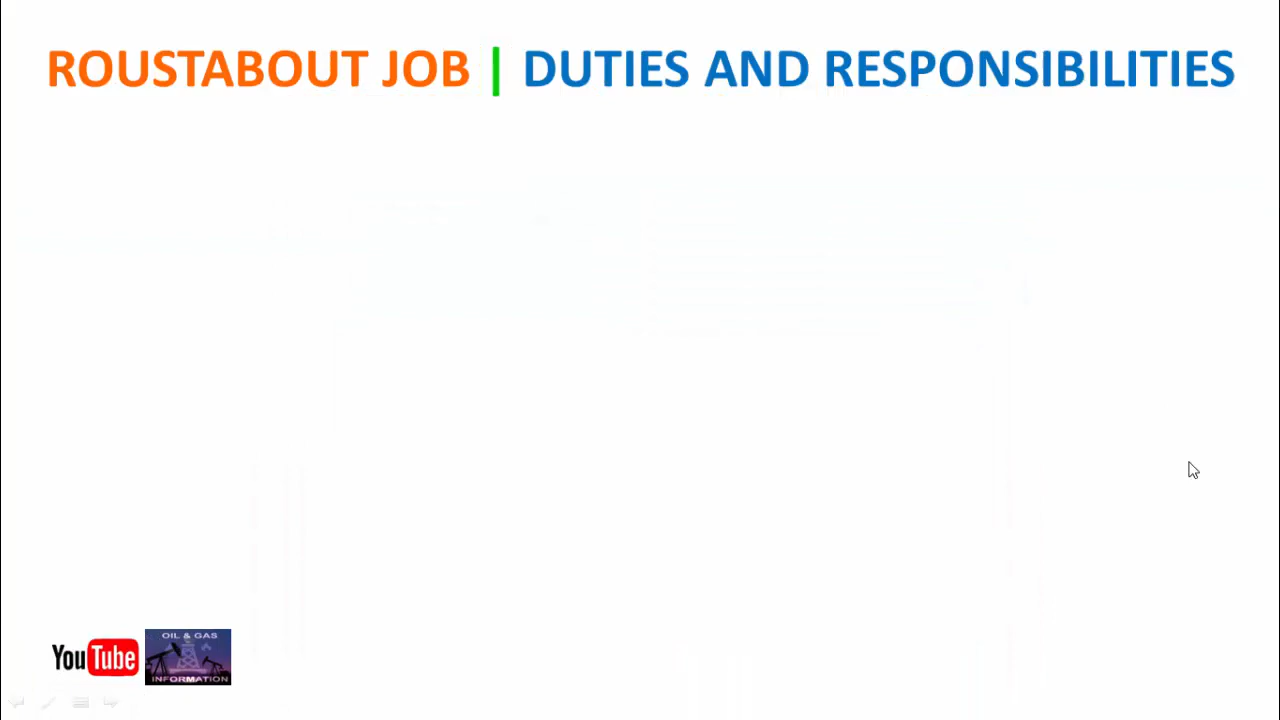 ROUSTABOUT JOB | DUTIES AND RESPONSIBILITIES
YouTube
OIL & GAS
INFORMATION